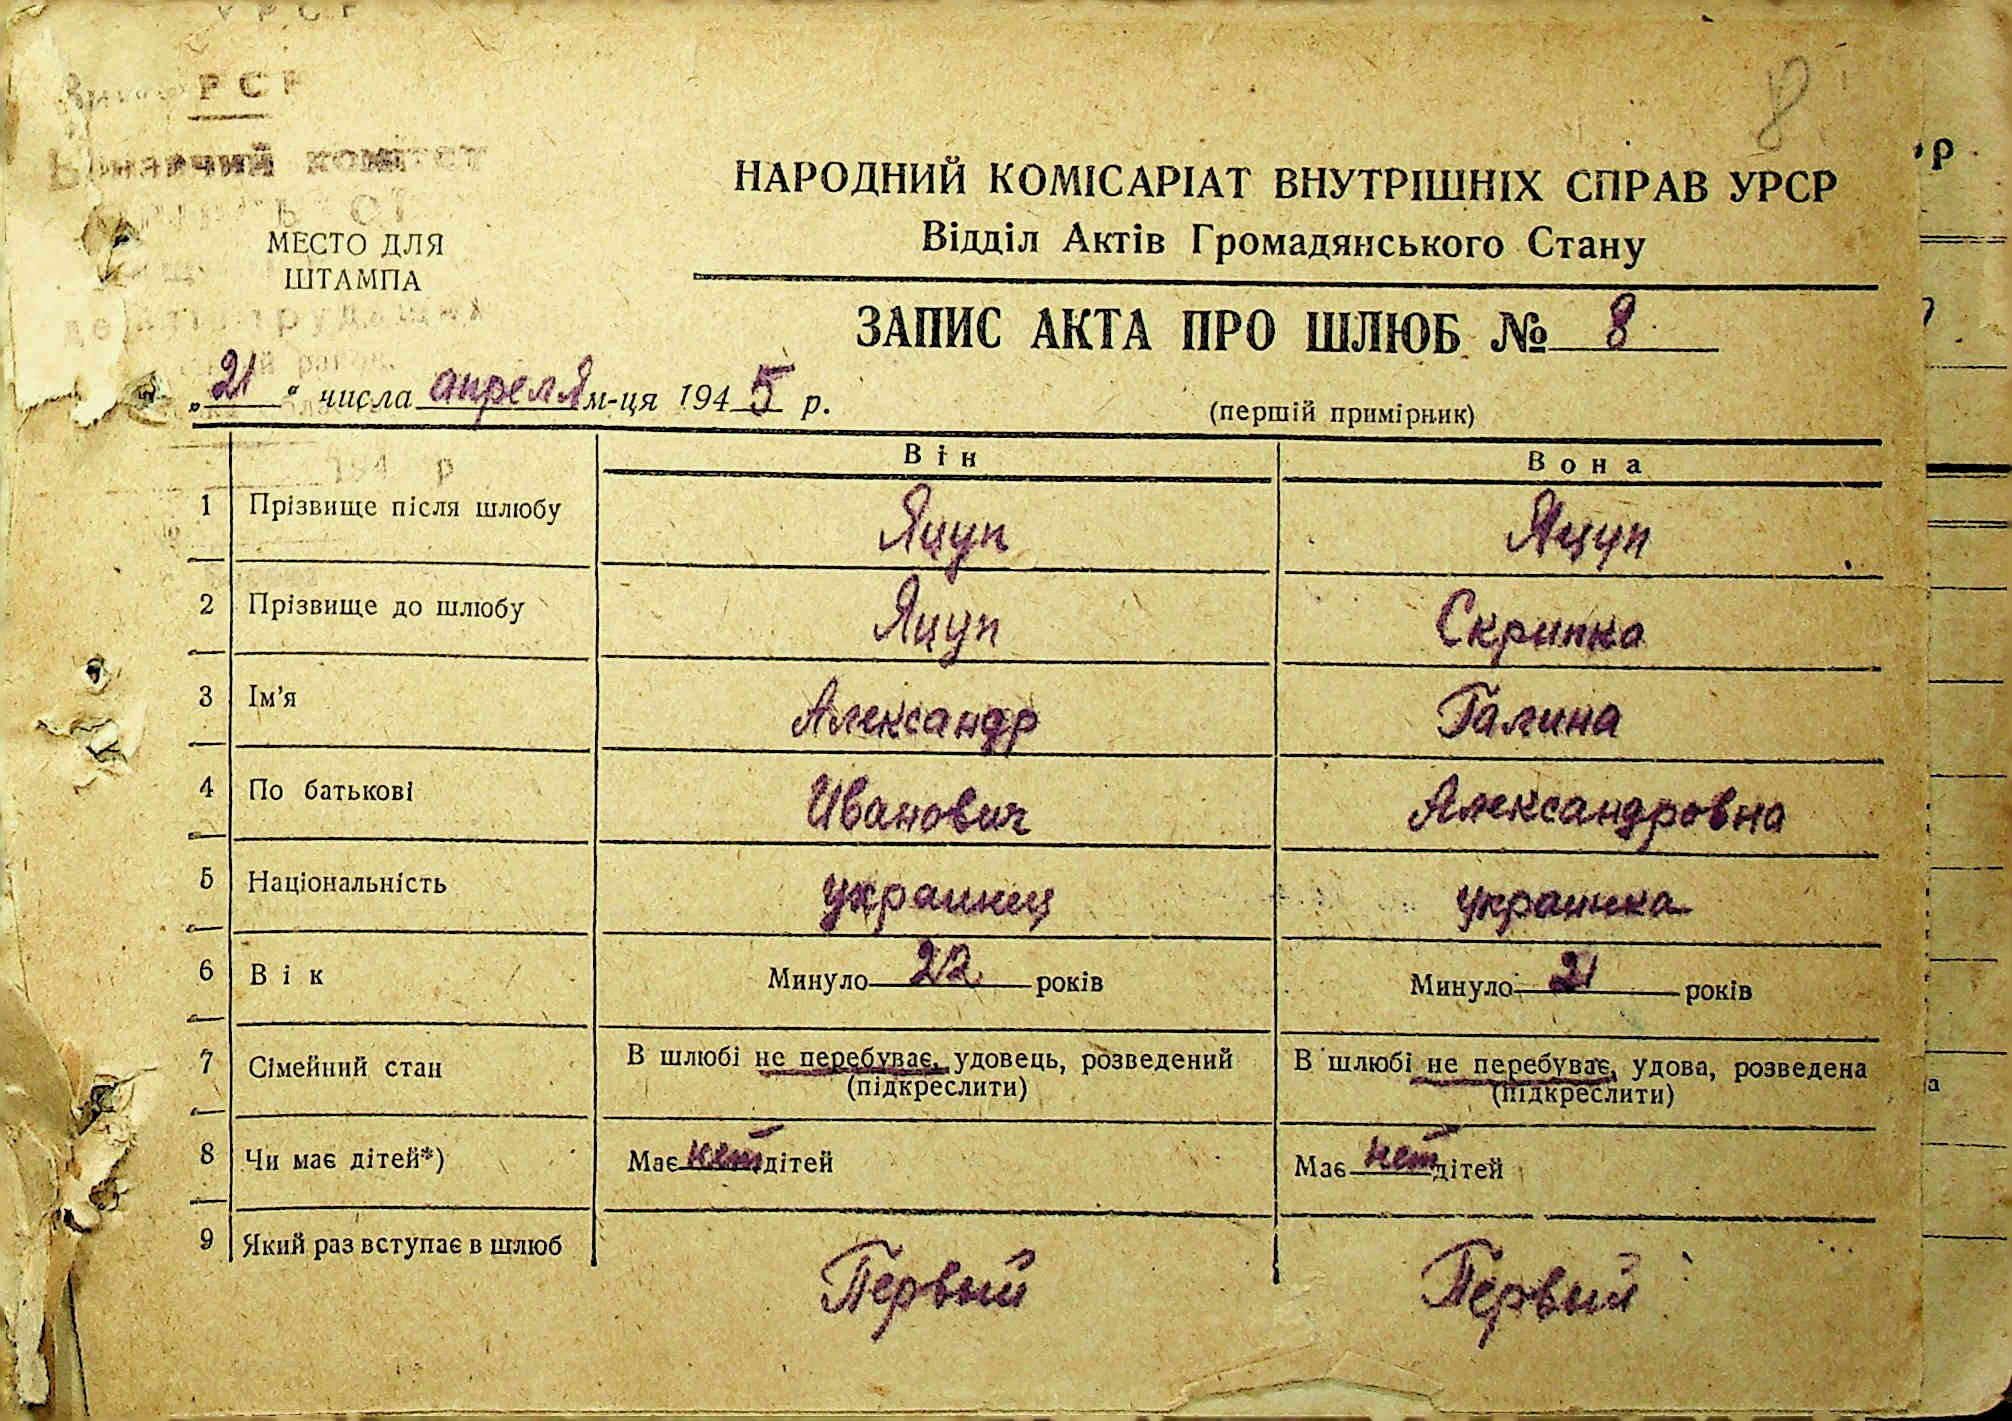 8
РСР
комітет
НАРОДНИЙ КОМІСАРІАТ ВНУТРІШНІХ СПРАВ УРСР
Відділ Актів Громадянського Стану
МЕСТО ДЛЯ
ШТАМПА
ЗАПИС АКТА ПРО ШЛЮБ № 8
„21“ числа апреля м-ця 1945 р.
(першій примірник)
194 р
Він Вона
1 Прізвище після шлюбу Яцуп Яцуп
2 Прізвище до шлюбу Яцуп Скрипка
3 Ім'я Александр Галина
4 По батькові Иванович Александровна
5 Національність украинец украинка
6 Вік Минуло 22 років Минуло 21 років
7 Сімейний стан В шлюбі не перебуває, удовець, розведений В шлюбі не перебуває, удова, розведена
(підкреслити) (підкреслити)
8 Чи має дітей*) Має нет дітей Має нет дітей
9 Який раз вступає в шлюб Первый Первый